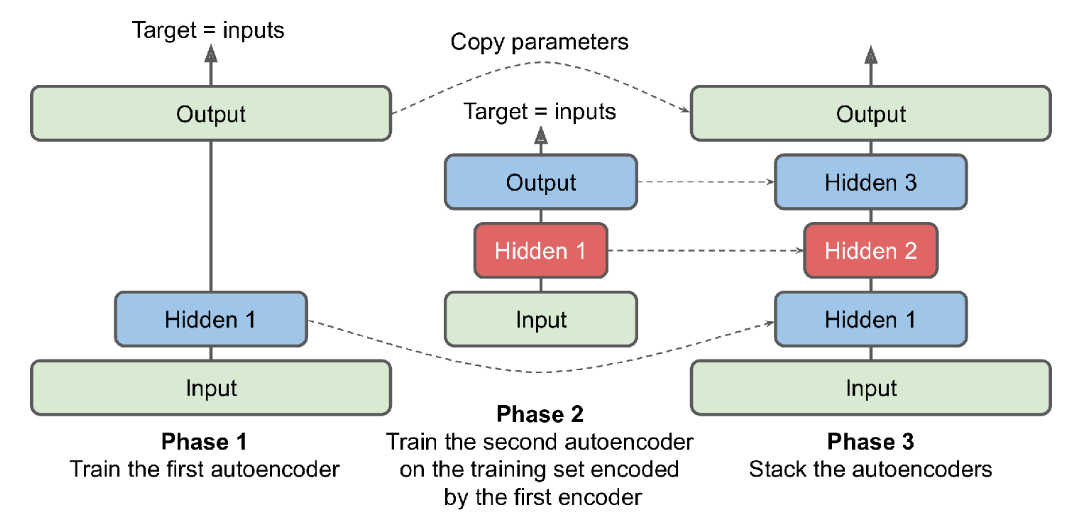 Target = inputs
Output
Hidden 1
Input
Phase 1
Train the first autoencoder
Copy parameters
Target = inputs
Output
Hidden 1
Input
Phase 2
Train the second autoencoder
on the training set encoded
by the first encoder
Output
Hidden 3
Hidden 2
Hidden 1
Input
Phase 3
Stack the autoencoders